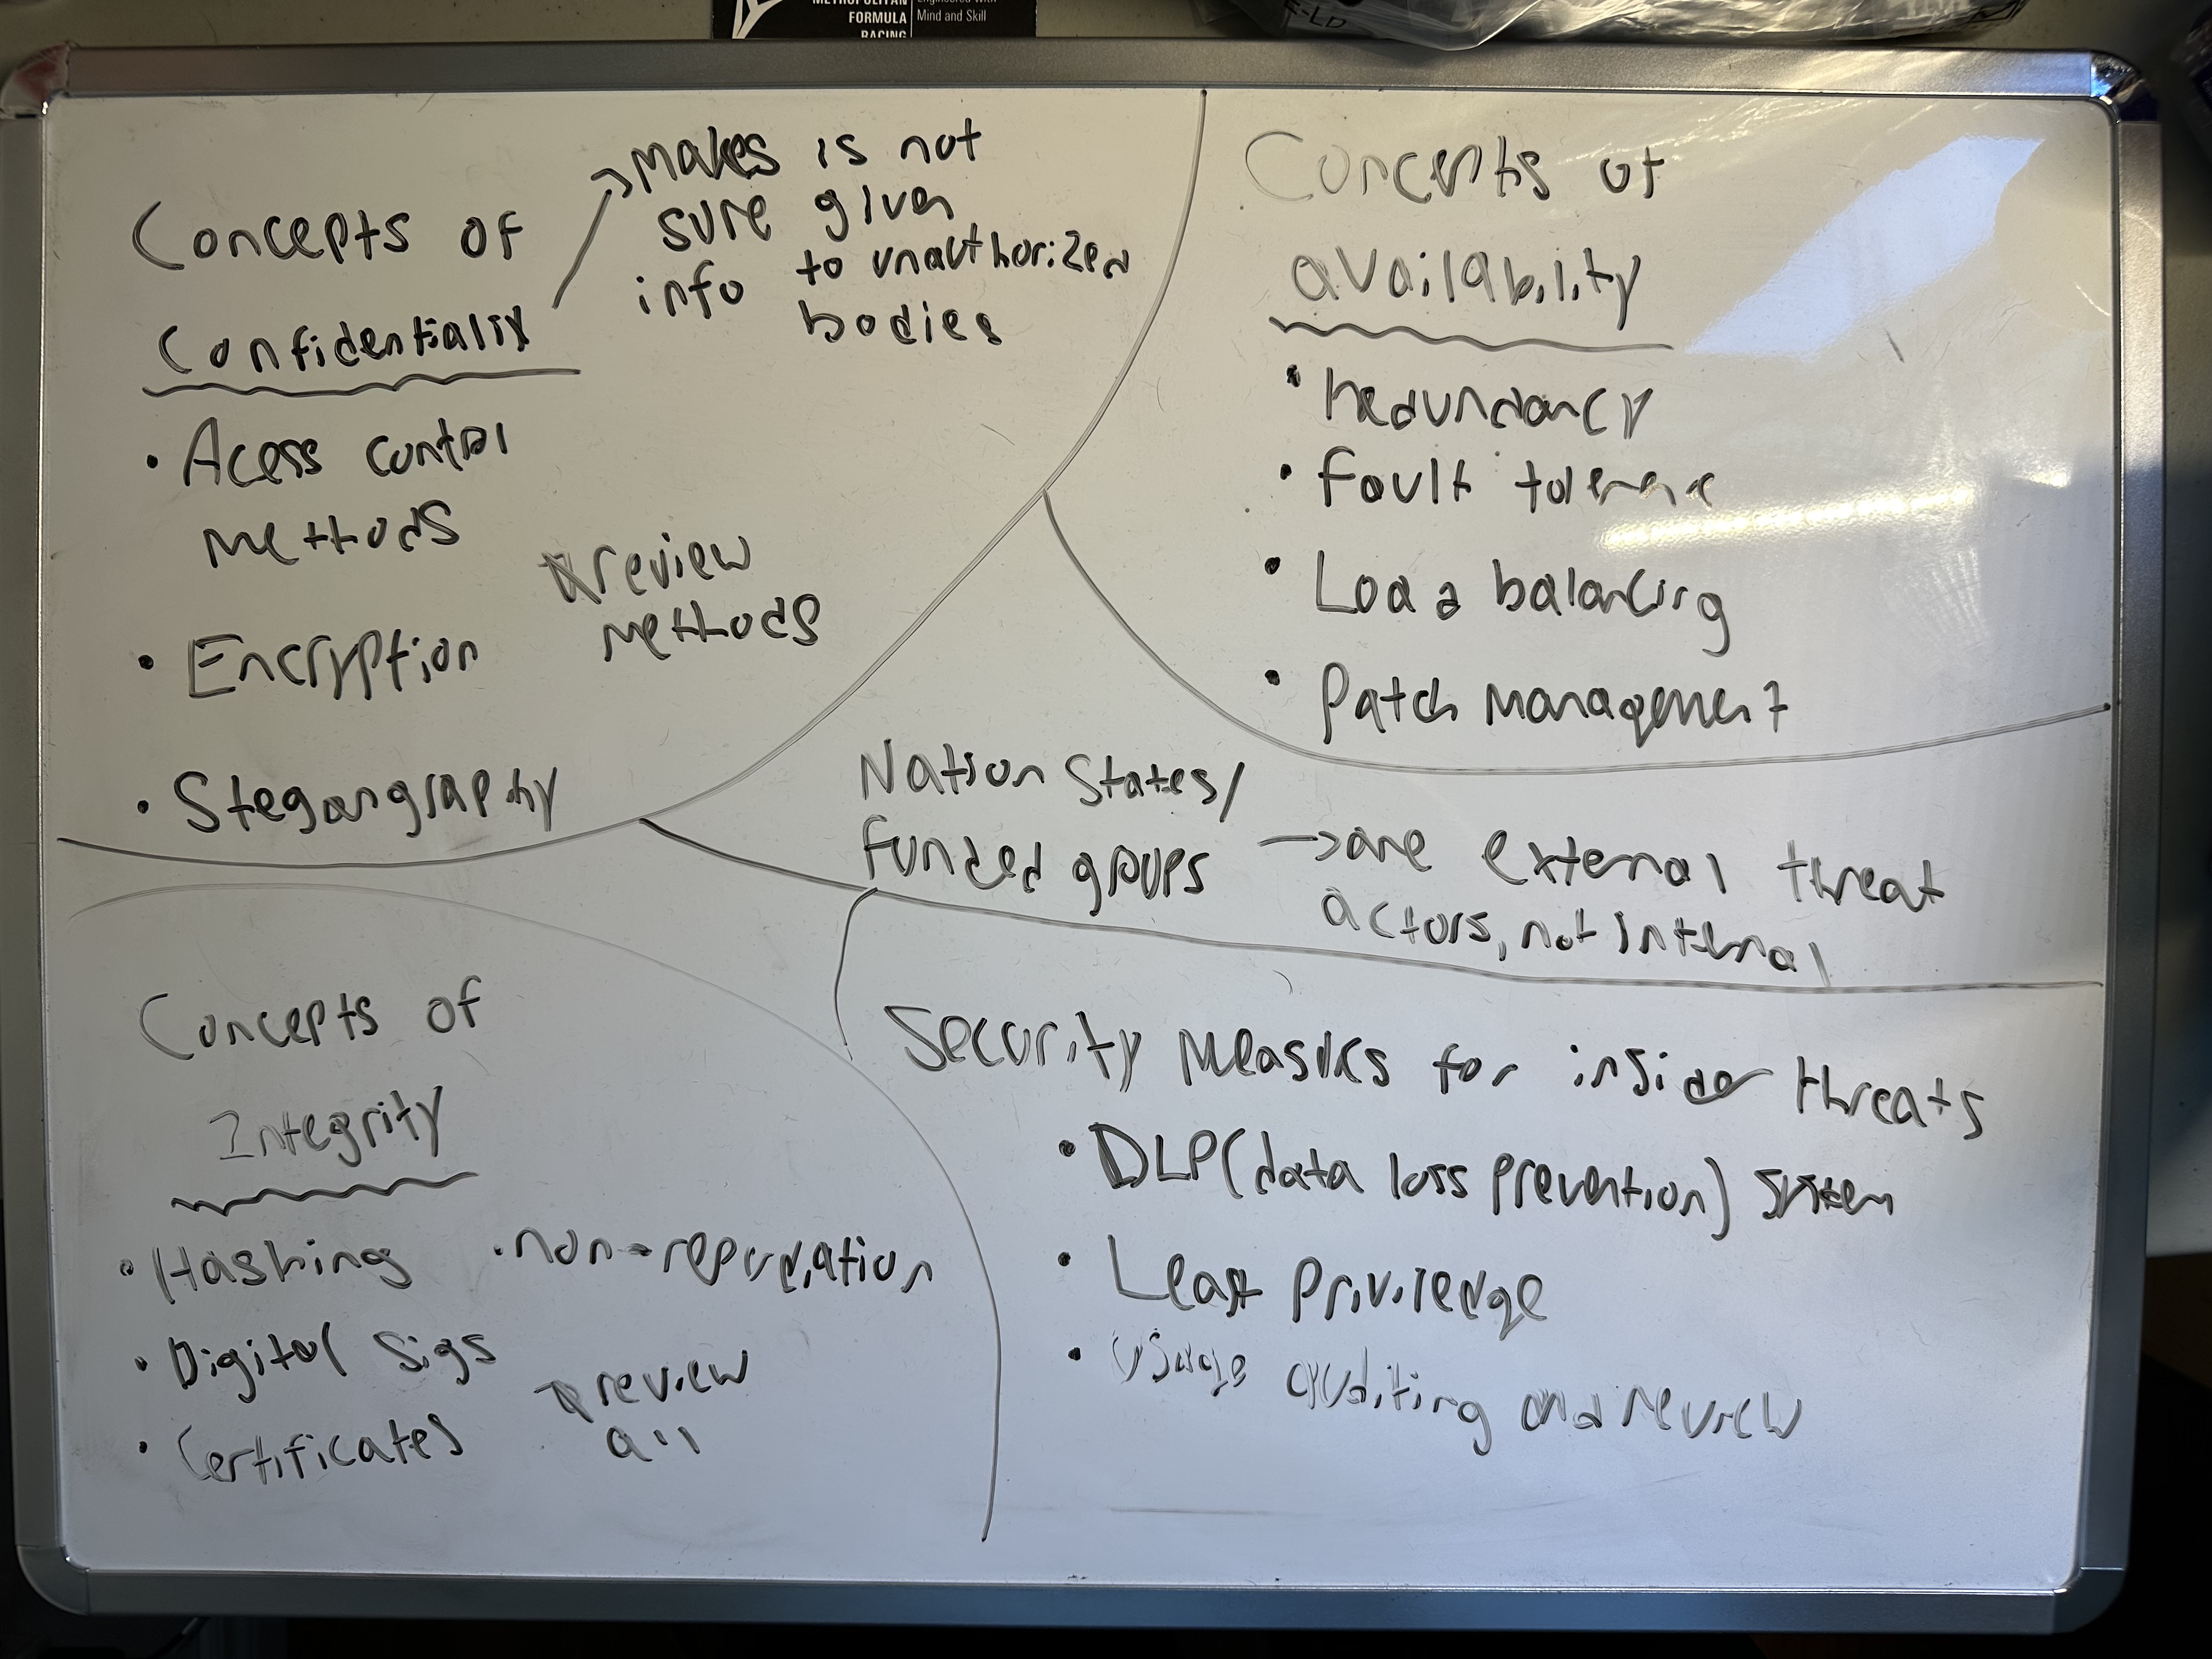 METROPOLITAN
FORMULA
RACING
Engineered with
Mind and Skill
E-LD
Concepts of
Confidentiality
makes is not
sure given
info to unauthorized
bodies
• Acess control
methods
• Encryption
review
methods
• Stegangraphy
Concepts of
availability
• Redundancy
• Fault tolerence
• Load balancing
• Patch management
Nation States/
funded groups
→ are external threat
actors, not internal
Concepts of
Integrity
• Hashing
• non-repudiation
• Digital Sigs
• Certificates
review
all
Security measures for insider threats
• DLP (data loss prevention) system
• Least Priviledge
• Usage auditing and review